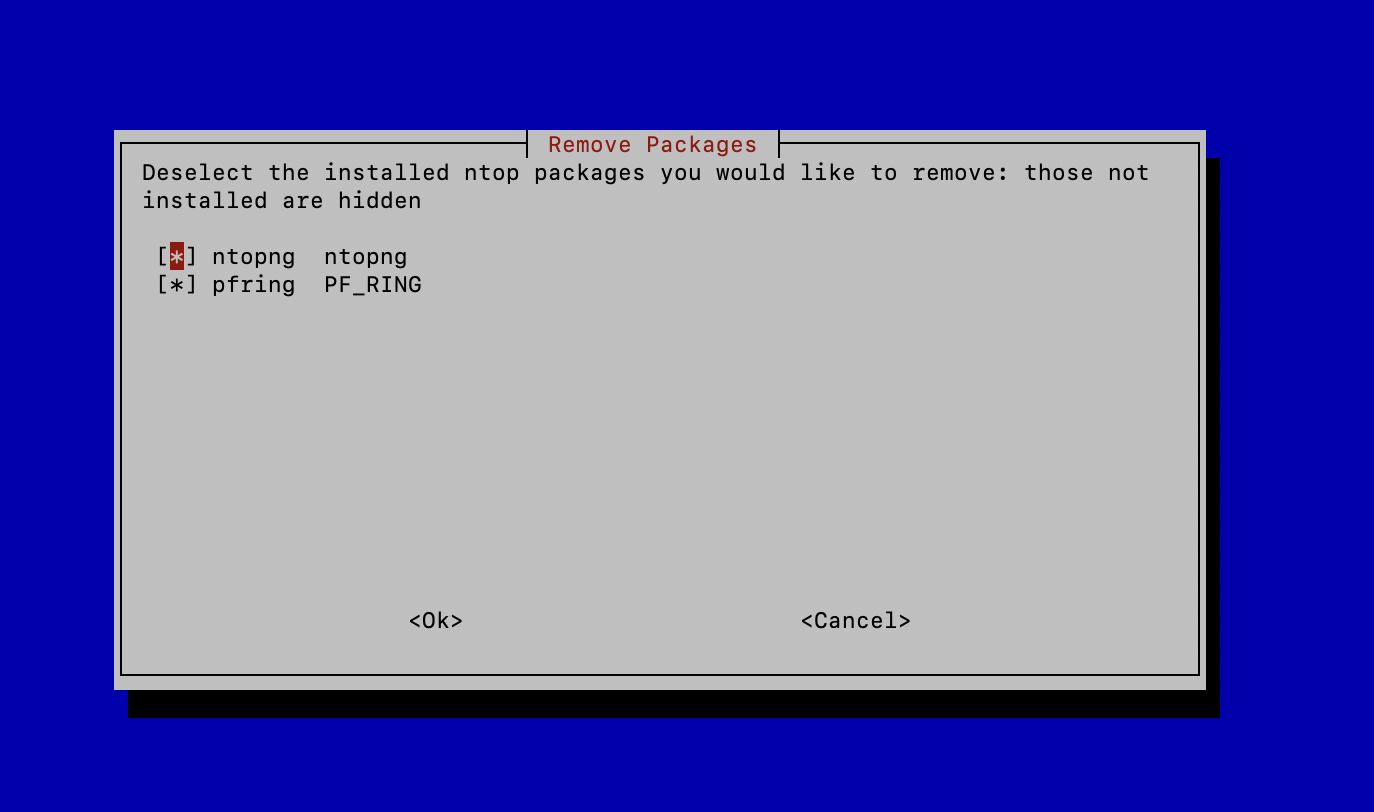 Remove Packages
Deselect the installed ntop packages you would like to remove: those not
installed are hidden
[*] ntopng  ntopng
[*] pfring  PF_RING
<Ok> <Cancel>